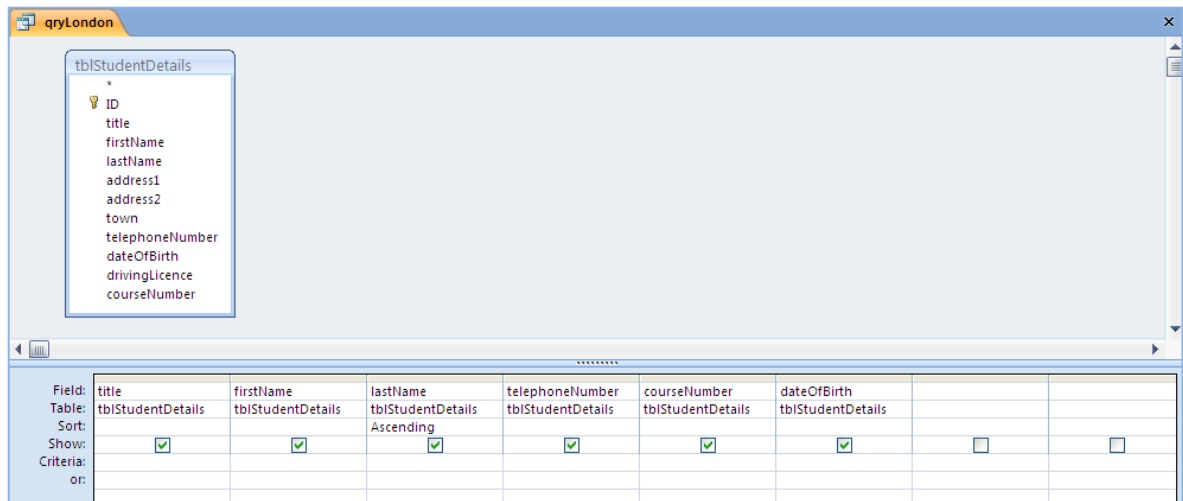 qryLondon
tblStudentDetails
*
ID
title
firstName
lastName
address1
address2
town
telephoneNumber
dateOfBirth
drivingLicence
courseNumber
Field: title firstName lastName telephoneNumber courseNumber dateOfBirth
Table: tblStudentDetails tblStudentDetails tblStudentDetails tblStudentDetails tblStudentDetails tblStudentDetails
Sort: Ascending
Show:
Criteria:
or: